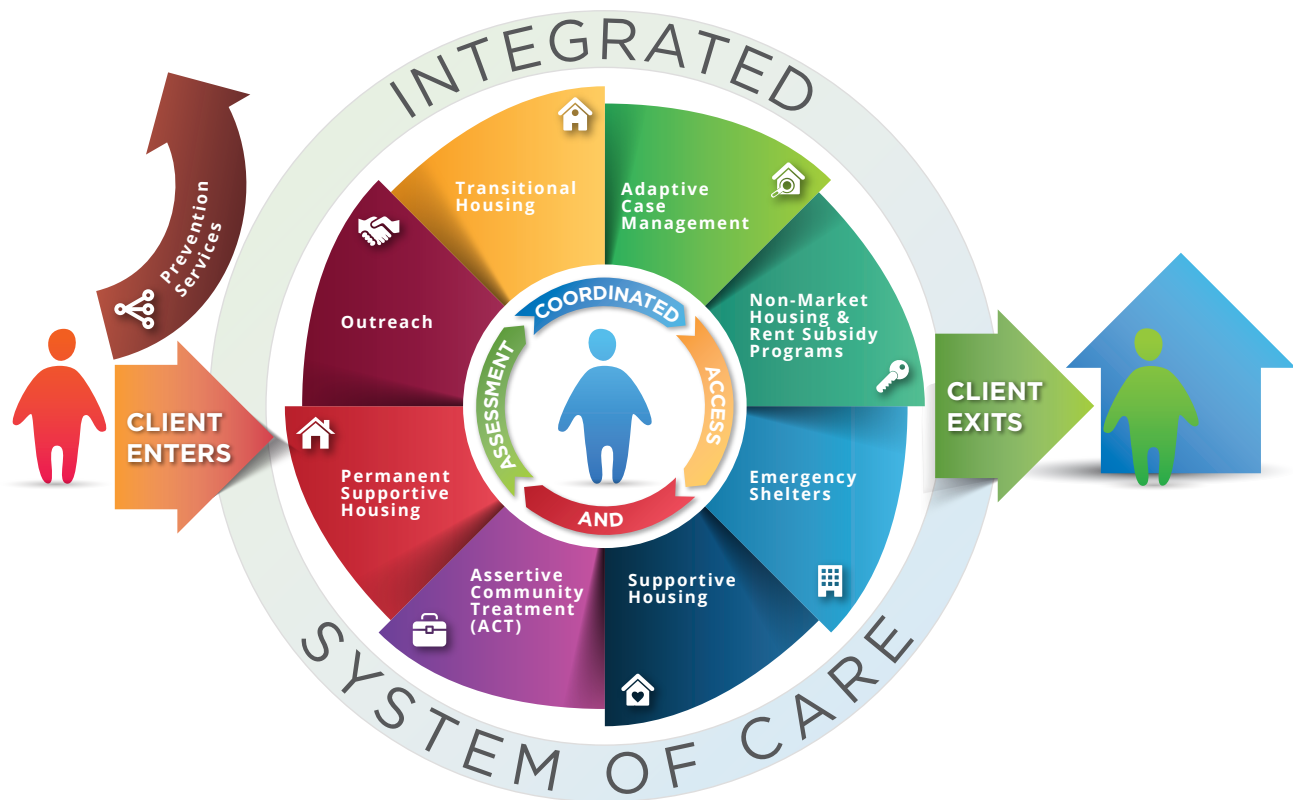 INTEGRATED
Prevention
Services
Transitional
Housing
Adaptive
Case
Management
Outreach
Non-Market
Housing &
Rent Subsidy
Programs
COORDINATED
ACCESS
AND
ASSESSMENT
CLIENT
ENTERS
CLIENT
EXITS
Permanent
Supportive
Housing
Emergency
Shelters
Assertive
Community
Treatment
(ACT)
Supportive
Housing
SYSTEM OF CARE